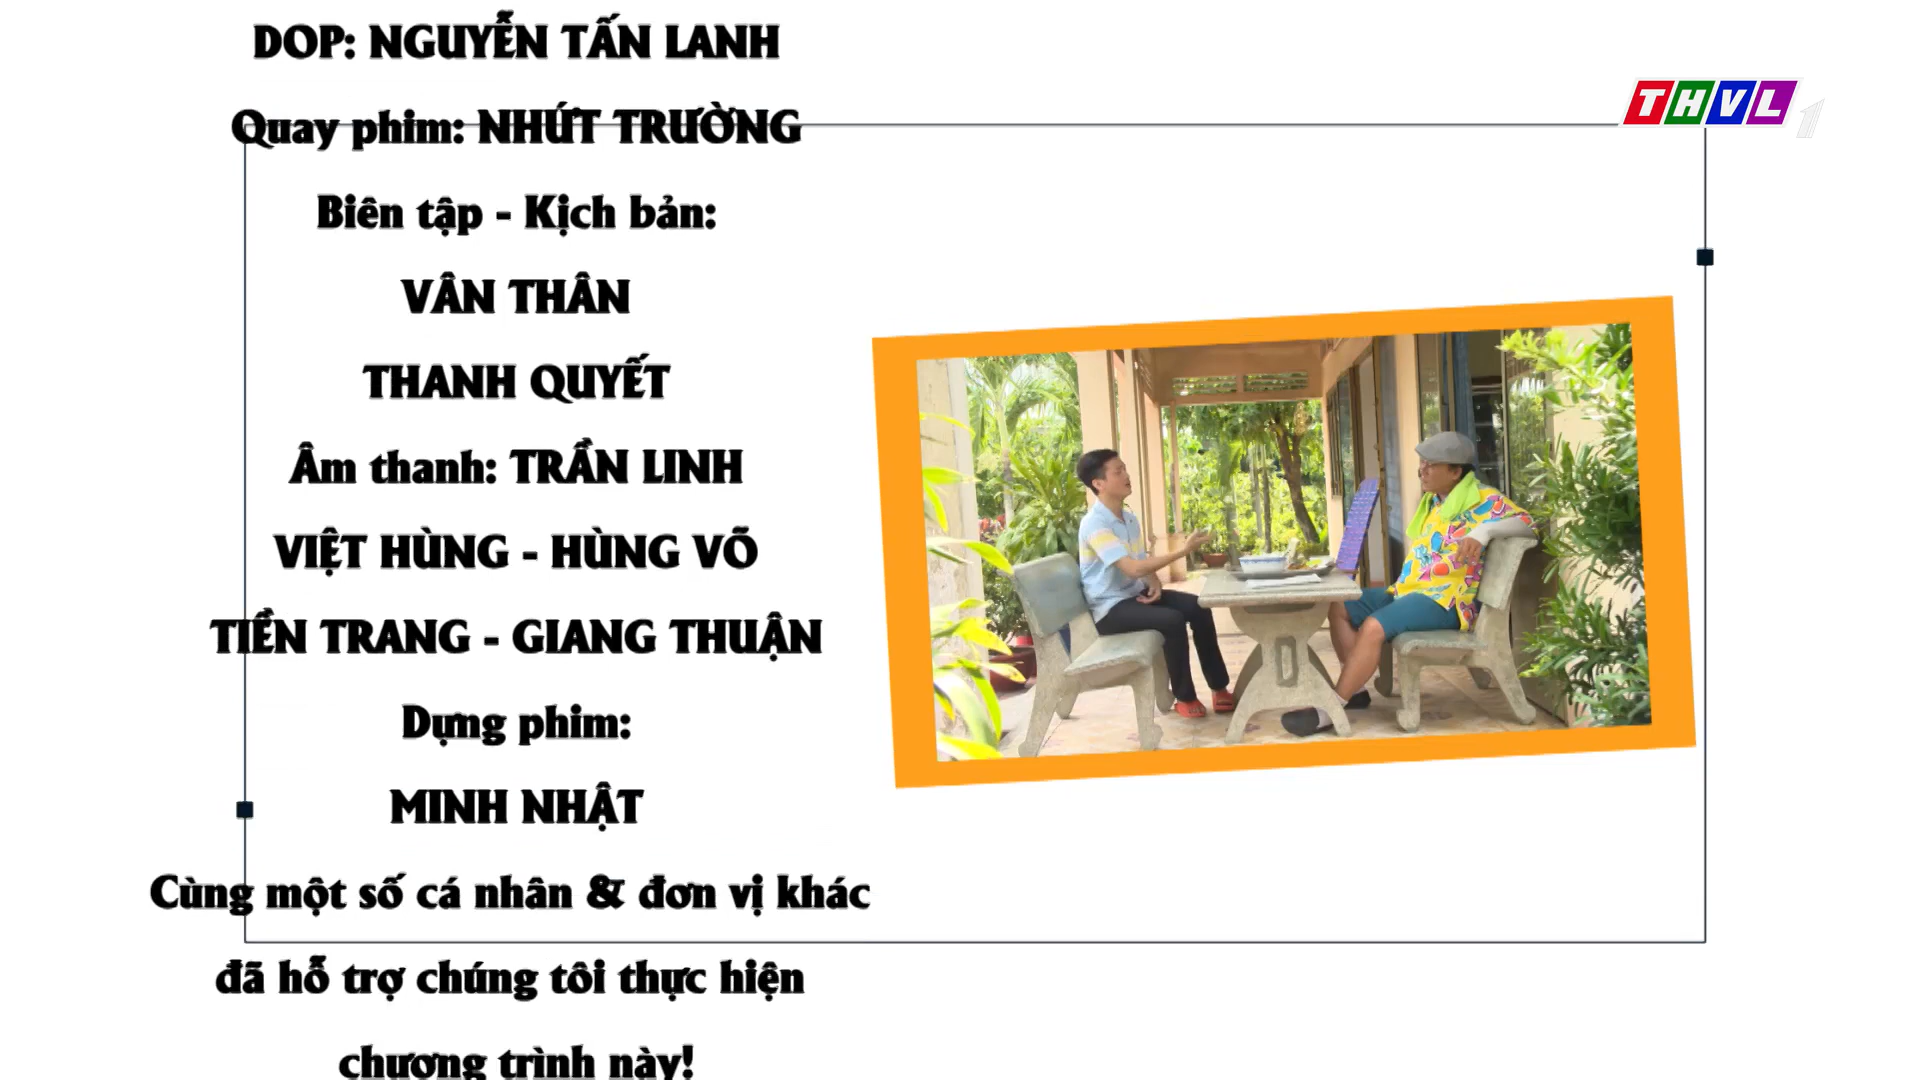 DOP: NGUYỄN TẤN LANH
Quay phim: NHỨT TRƯỜNG
Biên tập - Kịch bản:
VÂN THÂN
THANH QUYẾT
Âm thanh: TRẦN LINH
VIỆT HÙNG - HÙNG VÕ
TIỀN TRANG - GIANG THUẬN
Dựng phim:
MINH NHẬT
Cùng một số cá nhân & đơn vị khác
đã hỗ trợ chúng tôi thực hiện
chương trình này!
THVL 1